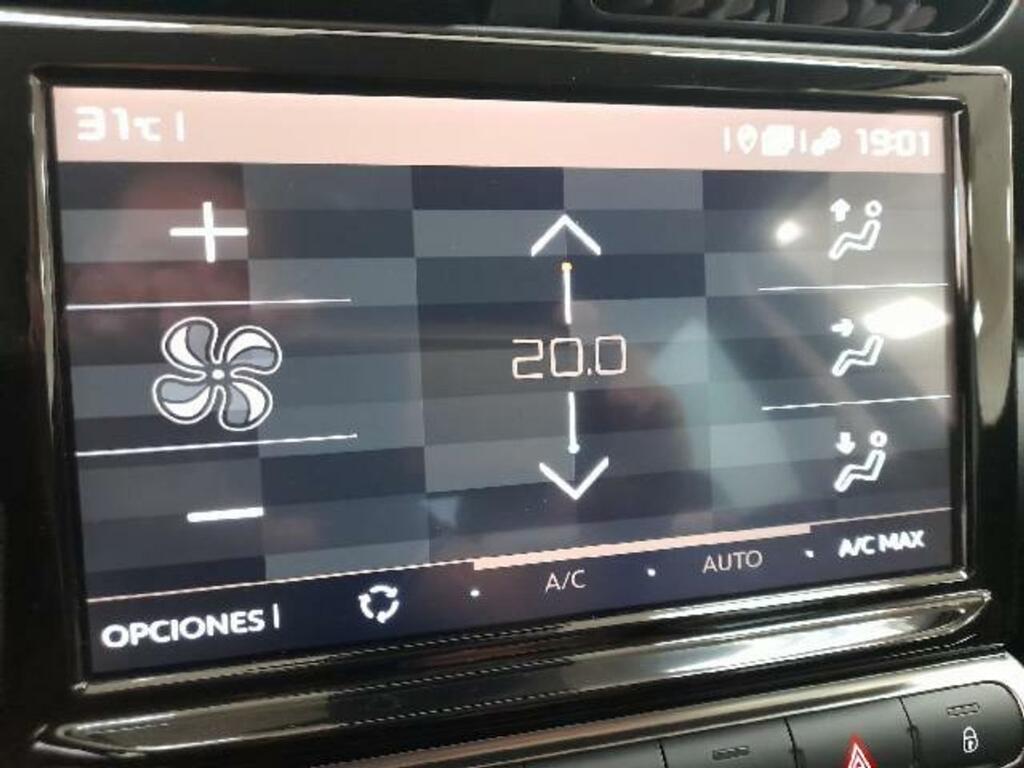 31°C
19:01
20.0
OPCIONES
A/C
AUTO
A/C MAX